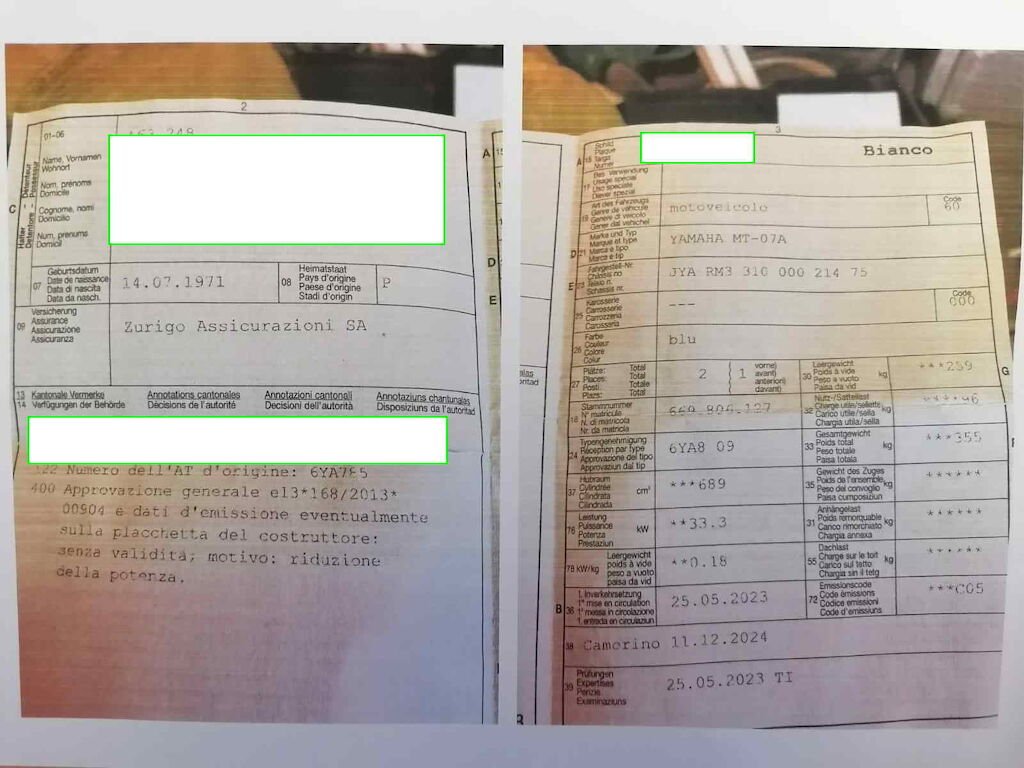 2
01-06
C
Halter
Detentore
Détenteur
Possessur
Name, Vornamen
Wohnort
Nom, prénoms
Domicile
Cognome, nomi
Domicilio
Num, prenums
Domicil
07
Geburtsdatum
Date de naissance
Data di nascita
Data da nasch.
14.07.1971
08
Heimatstaat
Pays d'origine
Paese d'origine
Stadi d'origin
P
09
Versicherung
Assurance
Assicurazione
Assicuranza
Zurigo Assicurazioni SA
13 Kantonale Vermerke Annotations cantonales Annotazioni cantonali Annotaziuns chantunalas
14 Verfügungen der Behörde Décisions de l'autorité Decisioni dell'autorità Disposiziuns da l'autoritad
Numero dell'AT d'origine: 6YA785
400 Approvazione generale e13*168/2013*
00904 e dati d'emissione eventualmente
sulla placchetta del costruttore:
senza validità; motivo: riduzione
della potenza.
A
D
E
3
A 15
Schild
Plaque
Targa
Numer
Bianco
17
Bes Verwendung
Usage spécial
Uso speciale
Diever spezial
19
Art des Fahrzeugs
Genre de véhicule
Genere di veicolo
Gener dal vehichel
motoveicolo
Code
60
D 21
Marke und Typ
Marque et type
Marca e tipo
Marca e tip
YAMAHA MT-07A
E 23
Fahrgestell-Nr.
Châssis no
Telaio n.
Schassis nr.
JYA RM3 310 000 214 75
25
Karosserie
Carrosserie
Carrozzeria
Carossaria
---
Code
000
26
Farbe
Couleur
Colore
Colur
blu
27
Plätze: Total
Places: Total
Posti: Totale
Plazs: Total
2
vorne)
avant)
anteriori)
davant)
1
30
Leergewicht
Poids à vide
Peso a vuoto
Paisa da vid
kg
***259
G
18
Stammnummer
N° matricule
N. di matricola
Nr. da matricla
669.806.127
32
Nutz-/Sattellast
Charge utile/sellette
Carico utile/sella
Chargia utila/sella
kg
24
Typengenehmigung
Réception par type
Approvazione del tipo
Approvaziun dal tip
6YA8 09
33
Gesamtgewicht
Poids total
Peso totale
Paisa totala
kg
***355
37
Hubraum
Cylindrée
Cilindrata
Cilindrada
cm³
***689
35
Gewicht des Zuges
Poids de l'ensemble
Peso del convoglio
Paisa cumposiziun
kg
******
76
Leistung
Puissance
Potenza
Prestaziun
kW
**33.3
31
Anhängelast
Poids remorquable
Carico rimorchiato
Chargia annexa
kg
******
78 kW/kg
Leergewicht
poids à vide
peso a vuoto
paisa da vid
**0.18
55
Dachlast
Charge sur le toit
Carico sul tetto
Chargia sin il tetg
kg
******
B 36
1. Inverkehrsetzung
1re mise en circulation
1a messa in circolazione
1. entrada en circulaziun
25.05.2023
72
Emissionscode
Code émissions
Codice emissioni
Code d'emissiuns
***C05
38 Camorino 11.12.2024
39
Prüfungen
Expertises
Perizie
Examinaziuns
25.05.2023 TI